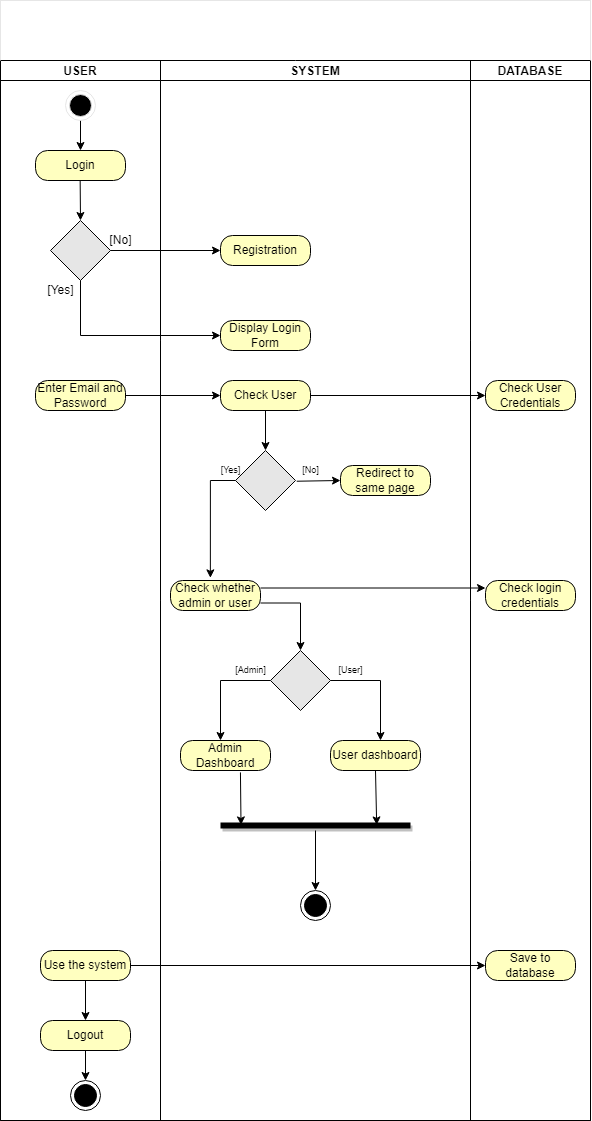 USER
SYSTEM
DATABASE
Login
[No]
Registration
[Yes]
Display Login
Form
Enter Email and
Password
Check User
Check User
Credentials
[Yes]
[No]
Redirect to
same page
Check whether
admin or user
Check login
credentials
[Admin]
[User]
Admin
Dashboard
User dashboard
Use the system
Save to
database
Logout